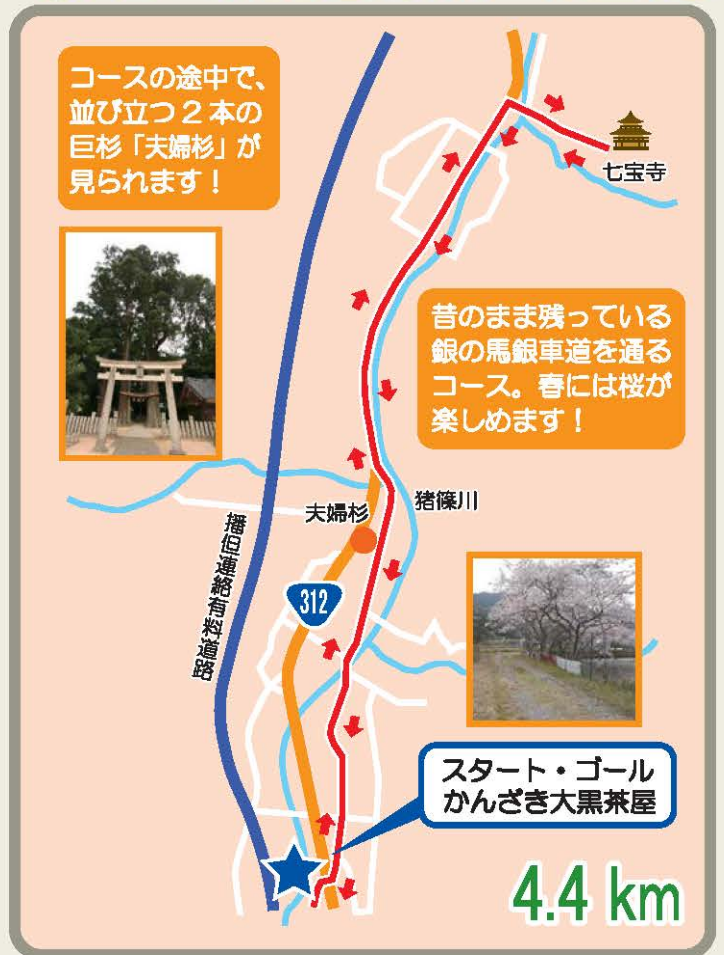 コースの途中で、
並び立つ2本の
巨杉「夫婦杉」が
見られます！
七宝寺
昔のまま残っている
銀の馬銀車道を通る
コース。春には桜が
楽しめます！
夫婦杉
猪篠川
播但連絡有料道路
312
スタート・ゴール
かんざき大黒茶屋
4.4 km